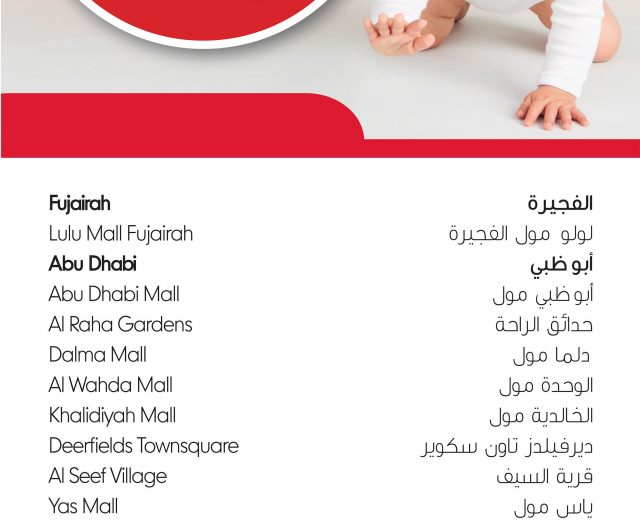 Fujairah الفجيرة
Lulu Mall Fujairah لولو مول الفجيرة
Abu Dhabi أبو ظبي
Abu Dhabi Mall أبو ظبي مول
Al Raha Gardens حدائق الراحة
Dalma Mall دلما مول
Al Wahda Mall الوحدة مول
Khalidiyah Mall الخالدية مول
Deerfields Townsquare ديرفيلدز تاون سكوير
Al Seef Village قرية السيف
Yas Mall ياس مول